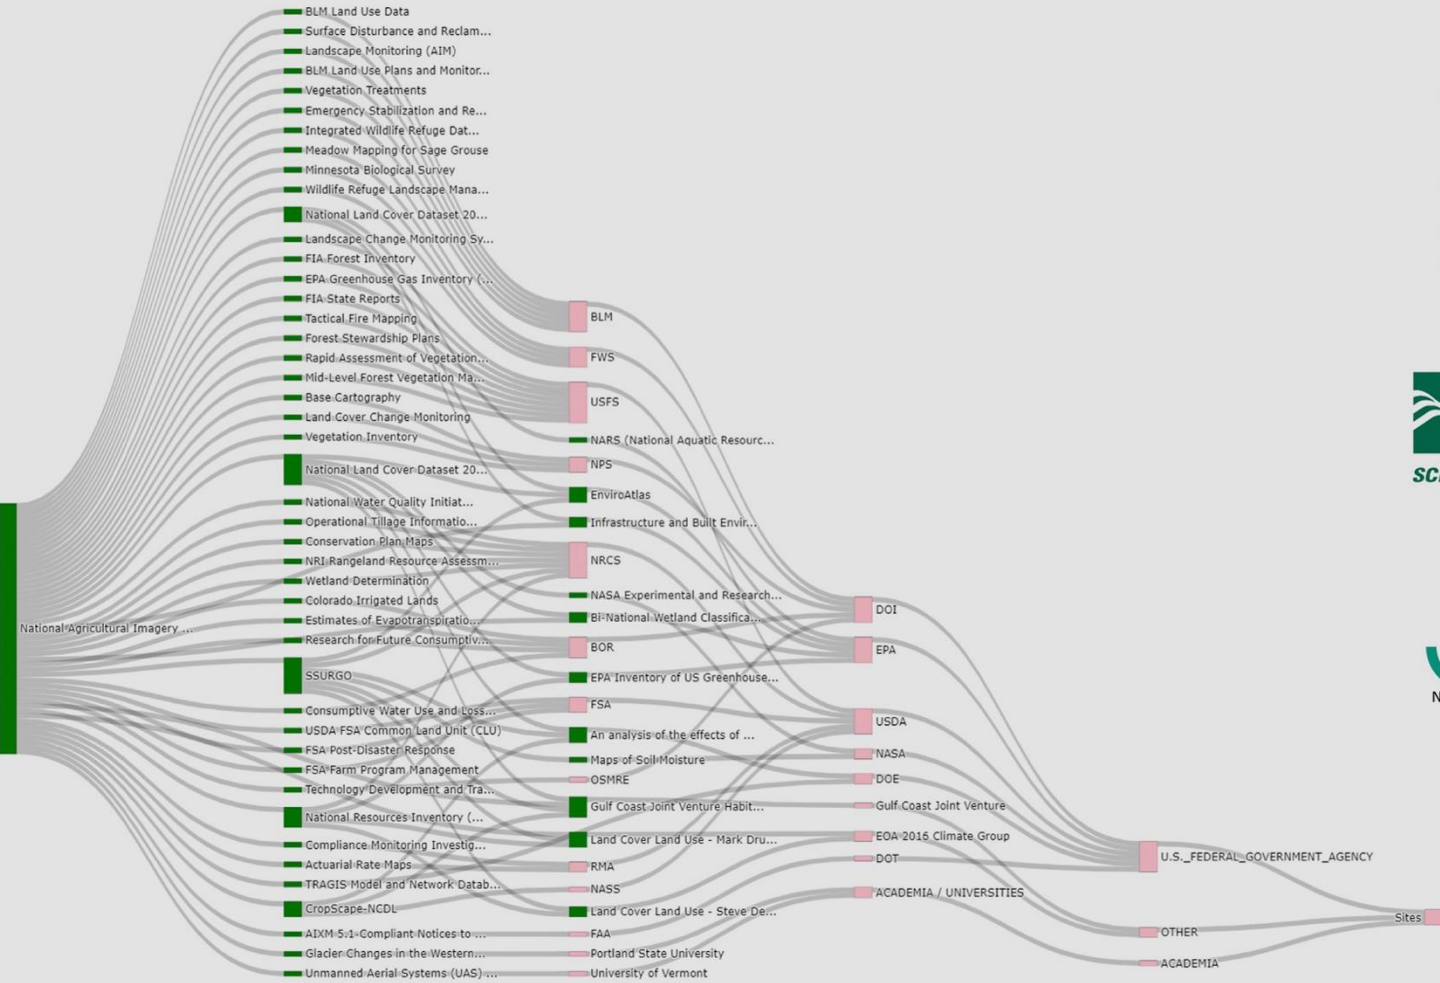 National Agricultural Imagery ...
BLM Land Use Data
Surface Disturbance and Reclam...
Landscape Monitoring (AIM)
BLM Land Use Plans and Monitor...
Vegetation Treatments
Emergency Stabilization and Re...
Integrated Wildlife Refuge Dat...
Meadow Mapping for Sage Grouse
Minnesota Biological Survey
Wildlife Refuge Landscape Mana...
National Land Cover Dataset 20...
Landscape Change Monitoring Sy...
FIA Forest Inventory
EPA Greenhouse Gas Inventory (...
FIA State Reports
Tactical Fire Mapping
Forest Stewardship Plans
Rapid Assessment of Vegetation...
Mid-Level Forest Vegetation Ma...
Base Cartography
Land Cover Change Monitoring
Vegetation Inventory
National Land Cover Dataset 20...
National Water Quality Initiat...
Operational Tillage Informatio...
Conservation Plan Maps
NRI Rangeland Resource Assessm...
Wetland Determination
Colorado Irrigated Lands
Estimates of Evapotranspiratio...
Research for Future Consumptiv...
SSURGO
Consumptive Water Use and Loss...
USDA FSA Common Land Unit (CLU)
FSA Post-Disaster Response
FSA Farm Program Management
Technology Development and Tra...
National Resources Inventory (...
Compliance Monitoring Investig...
Actuarial Rate Maps
TRAGIS Model and Network Datab...
CropScape-NCDL
AIXM 5.1-Compliant Notices to ...
Glacier Changes in the Western...
Unmanned Aerial Systems (UAS) ...
BLM
FWS
USFS
NARS (National Aquatic Resourc...
NPS
EnviroAtlas
Infrastructure and Built Envir...
NRCS
NASA Experimental and Research...
Bi-National Wetland Classifica...
BOR
EPA Inventory of US Greenhouse...
FSA
An analysis of the effects of ...
Maps of Soil Moisture
OSMRE
Gulf Coast Joint Venture Habit...
Land Cover Land Use - Mark Dru...
RMA
NASS
Land Cover Land Use - Steve De...
FAA
Portland State University
University of Vermont
DOI
EPA
USDA
NASA
DOE
Gulf Coast Joint Venture
EOA 2016 Climate Group
DOT
ACADEMIA / UNIVERSITIES
U.S._FEDERAL_GOVERNMENT_AGENCY
OTHER
ACADEMIA
Sites
N